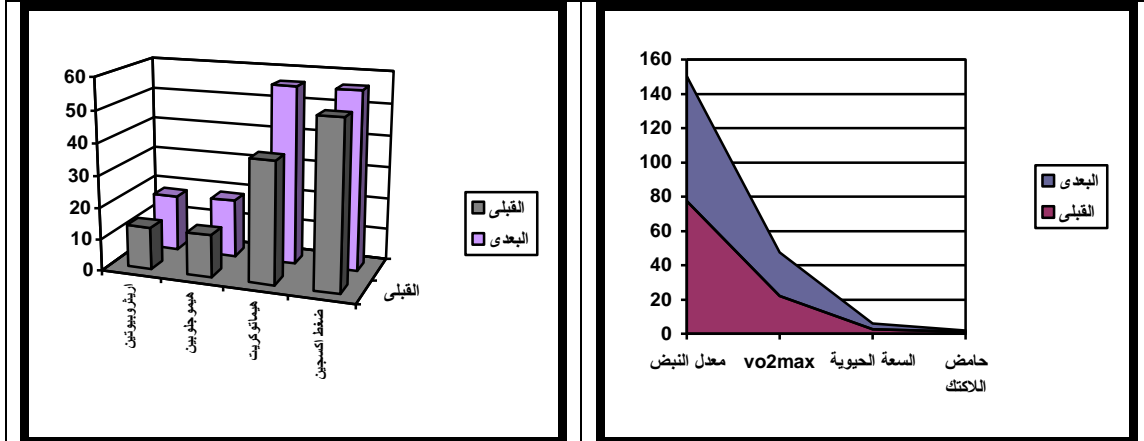 60
50
40
30
20
10
0
اريثروبيوتين
هيموجلوبين
هيماتوكريت
ضغط اكسجين
القبلى
القبلى
البعدى
160
140
120
100
80
60
40
20
0
معدل النبض
vo2max
السعة الحيوية
حامض
اللاكتك
البعدى
القبلى